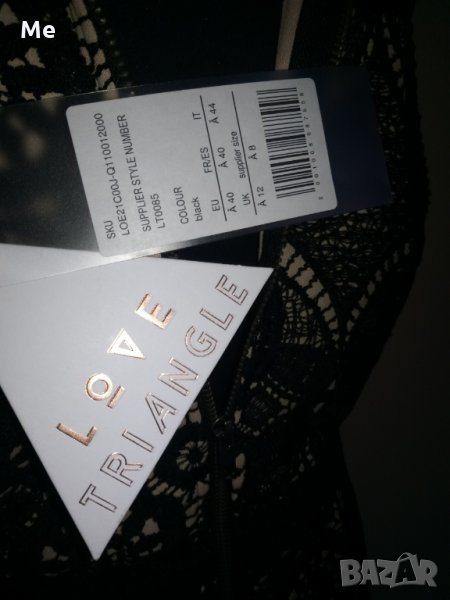 Me
SKU
LOE21C00J-Q110012000
SUPPLIER STYLE NUMBER
LT0085
COLOUR
black
FR/ES
À 40
IT
À 44
EU
À 40
supplier size
À 8
UK
À 12
LOVE
TRIANGLE
BAZAR